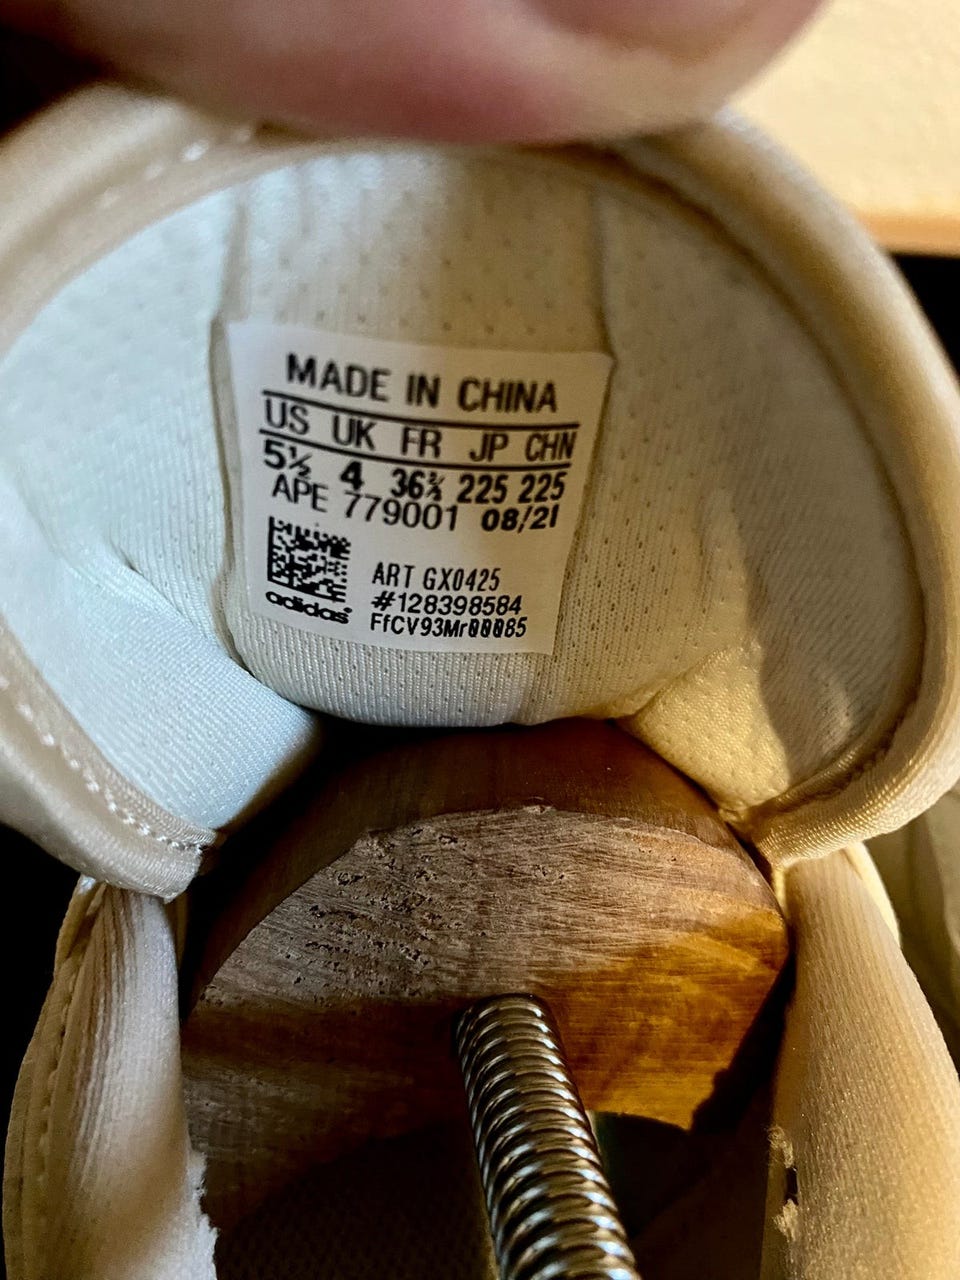 MADE IN CHINA
US UK FR JP CHN
5½ 4 36⅔ 225 225
APE 779001 08/21
ART GX0425
#128398584
adidas® FfCV93Mr00085